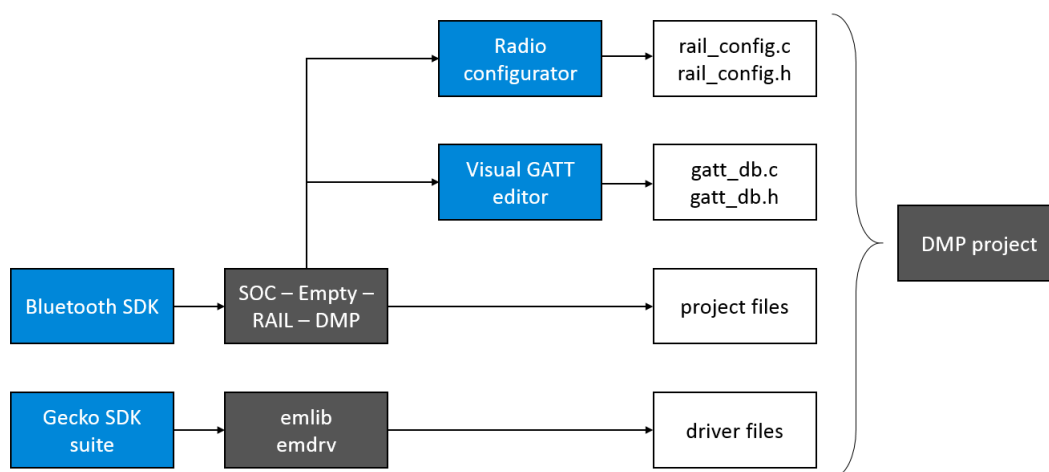 Radio
configurator
rail_config.c
rail_config.h
Visual GATT
editor
gatt_db.c
gatt_db.h
DMP project
Bluetooth SDK
SOC – Empty –
RAIL – DMP
project files
Gecko SDK
suite
emlib
emdrv
driver files